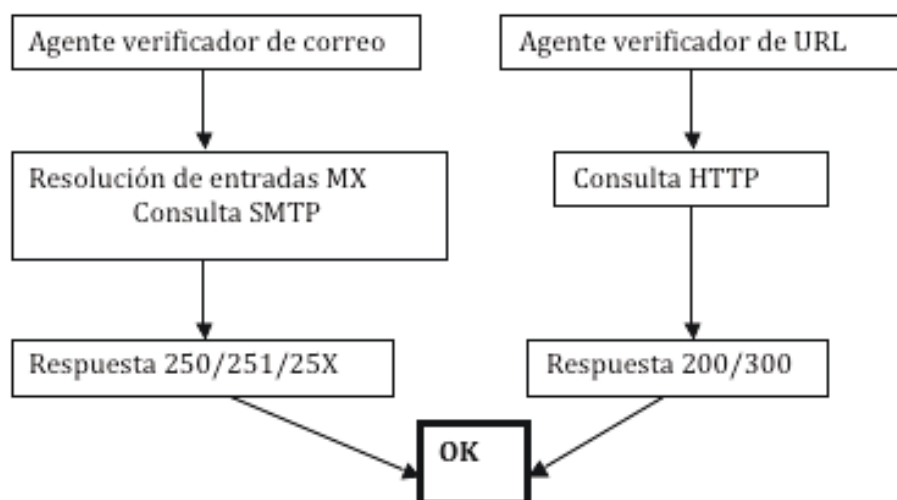 Agente verificador de correo
Agente verificador de URL
Resolución de entradas MX
Consulta SMTP
Consulta HTTP
Respuesta 250/251/25X
Respuesta 200/300
OK